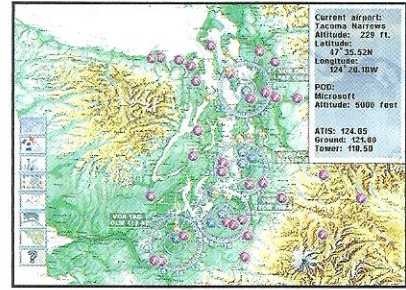 Current airport:
Tacoma Narrows
Altitude: 229 ft.
Latitude:
47° 35.52N
Longitude:
124° 20.18W
POD:
Microsoft
Altitude: 5000 feet
ATIS: 124.05
Ground: 121.80
Tower: 118.50